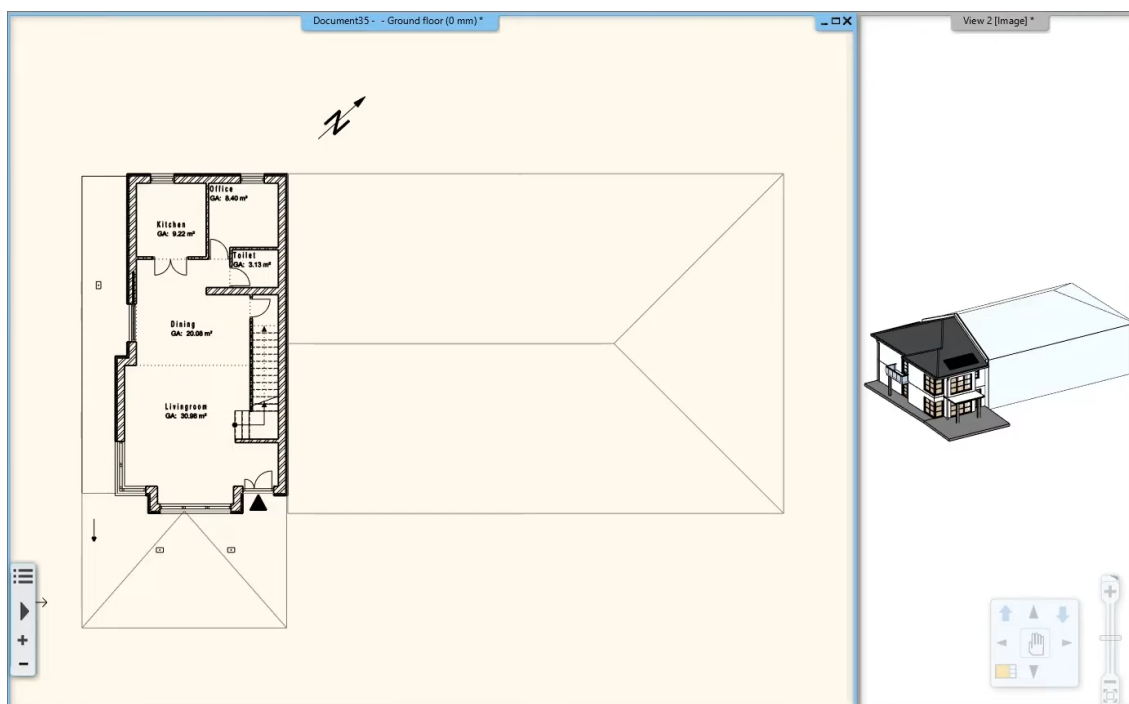 Document35 -   - Ground floor (0 mm) *
View 2 [Image] *
N
Office
GA: 8.40 m²
Kitchen
GA: 9.22 m²
Toilet
GA: 3.13 m²
Dining
GA: 20.08 m²
Livingroom
GA: 30.98 m²